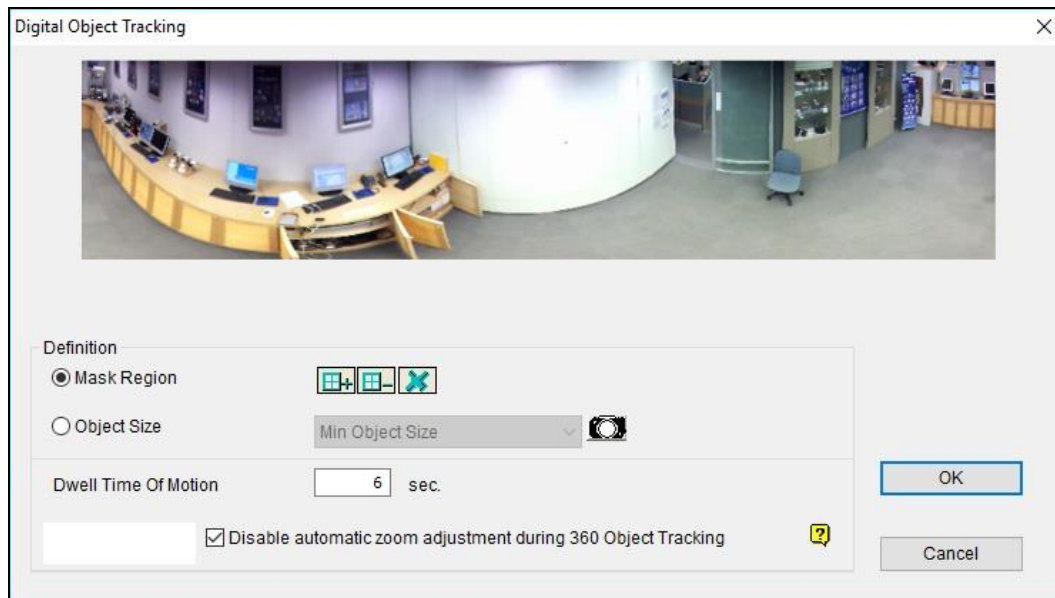 Digital Object Tracking
Definition
Mask Region
Object Size
Min Object Size
Dwell Time Of Motion 6 sec.
OK
Disable automatic zoom adjustment during 360 Object Tracking
?
Cancel